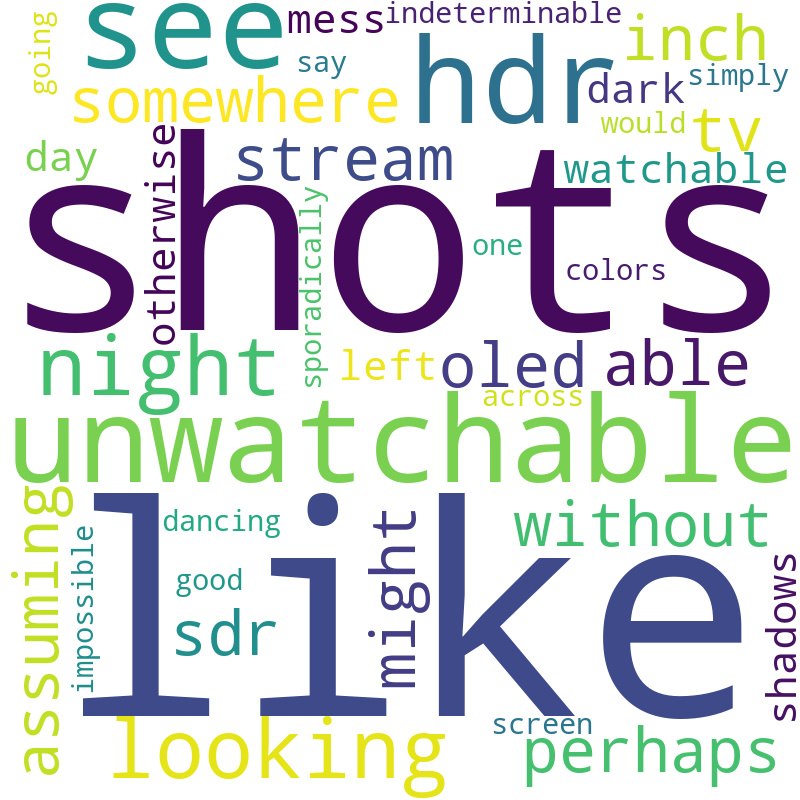 going
see
mess
indeterminable
inch
say
hdr
dark
simply
somewhere
would
tv
day
otherwise
stream
watchable
shots
sporadically
one
colors
night
left
oled
able
across
unwatchable
assuming
like
impossible
dancing
might
without
good
sdr
shadows
looking
screen
perhaps